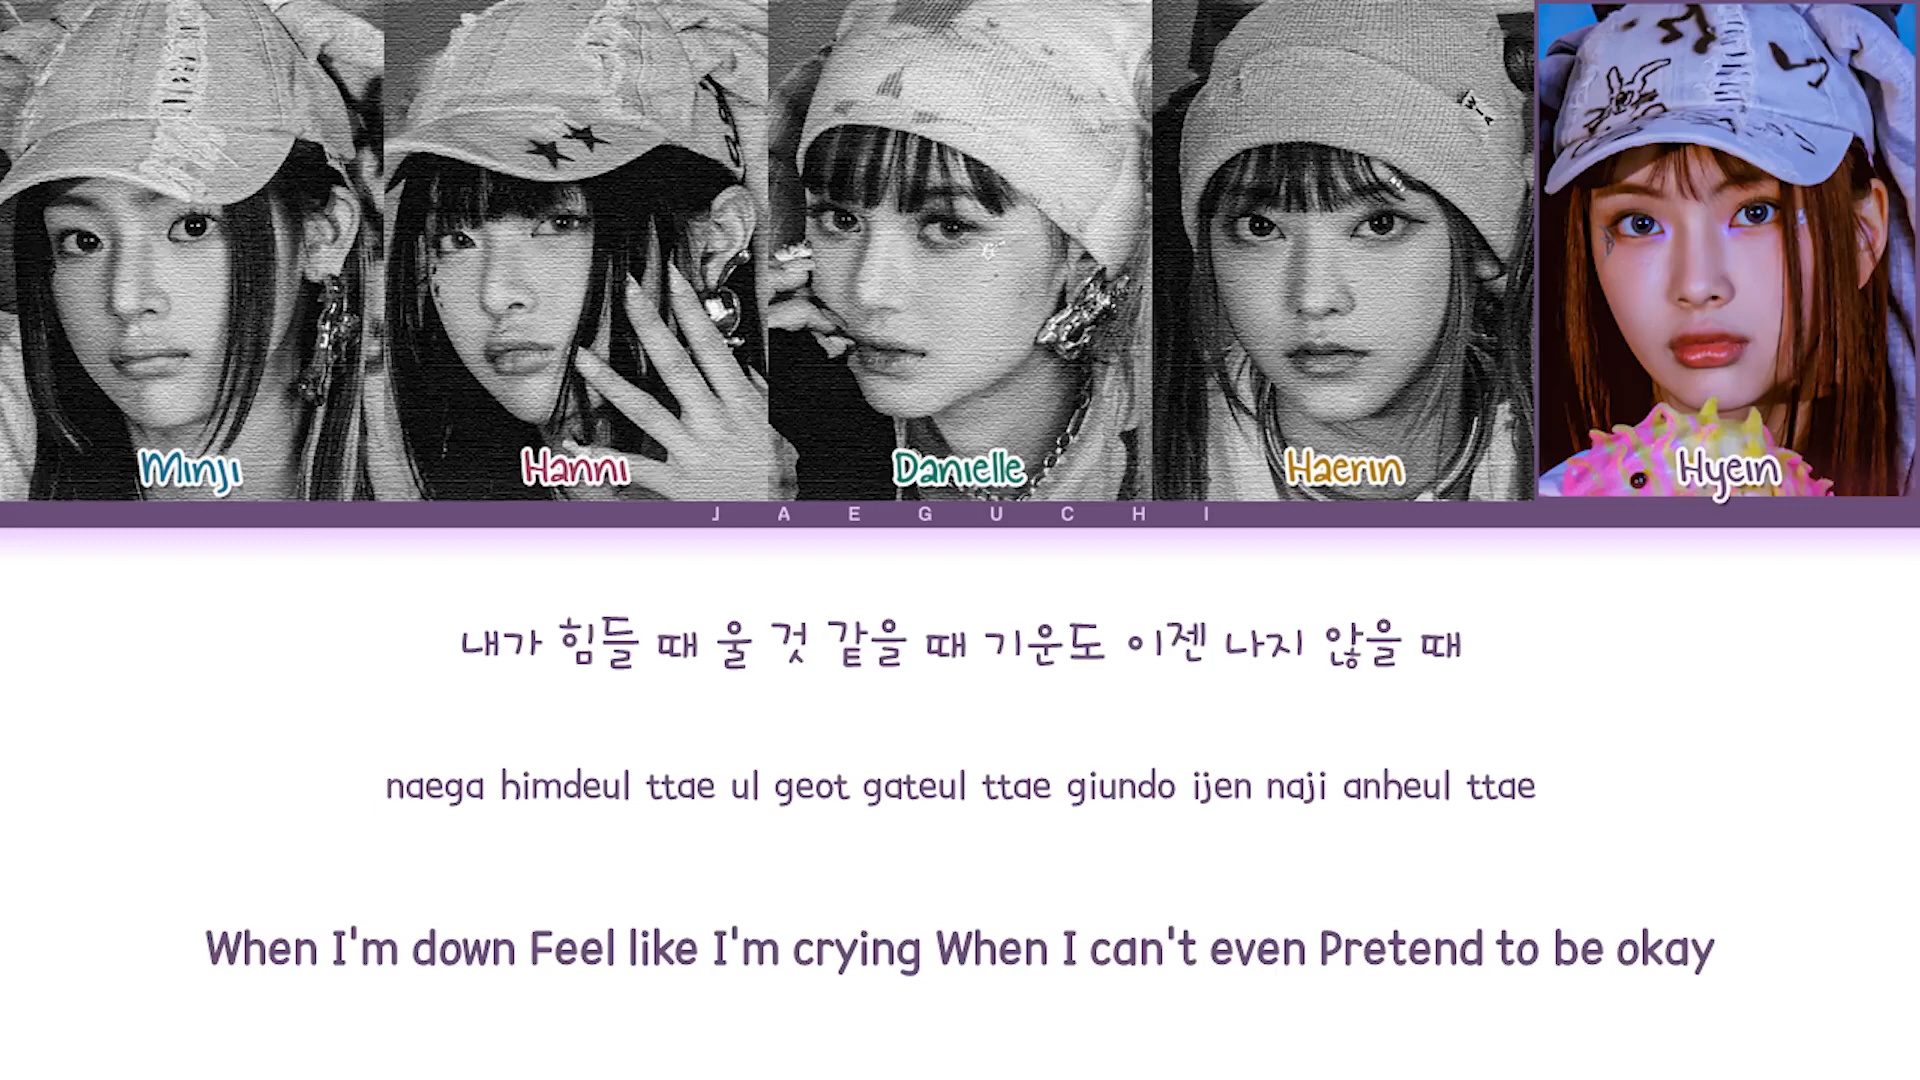 Minji
Hanni
Danielle
Haerin
Hyein
JAEGUCHI
내가 힘들 때 울 것 같을 때 기운도 이젠 나지 않을 때
naega himdeul ttae ul geot gateul ttae giundo ijen naji anheul ttae
When I'm down Feel like I'm crying When I can't even Pretend to be okay